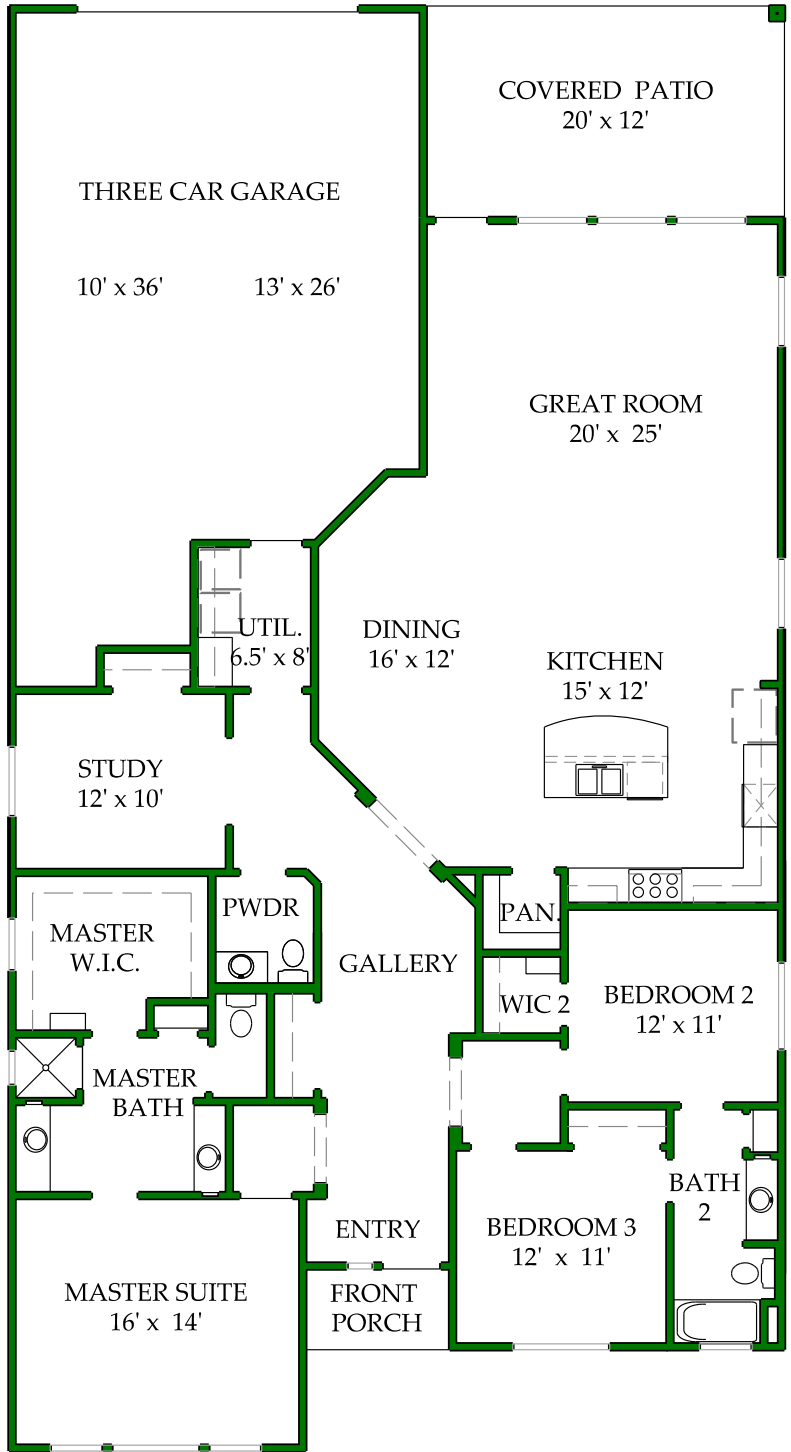 COVERED PATIO
20' x 12'
THREE CAR GARAGE
10' x 36'
13' x 26'
GREAT ROOM
20' x 25'
UTIL.
6.5' x 8'
DINING
16' x 12'
KITCHEN
15' x 12'
STUDY
12' x 10'
PWDR
PAN.
MASTER
W.I.C.
GALLERY
WIC 2
BEDROOM 2
12' x 11'
MASTER
BATH
BATH
2
ENTRY
BEDROOM 3
12' x 11'
MASTER SUITE
16' x 14'
FRONT
PORCH